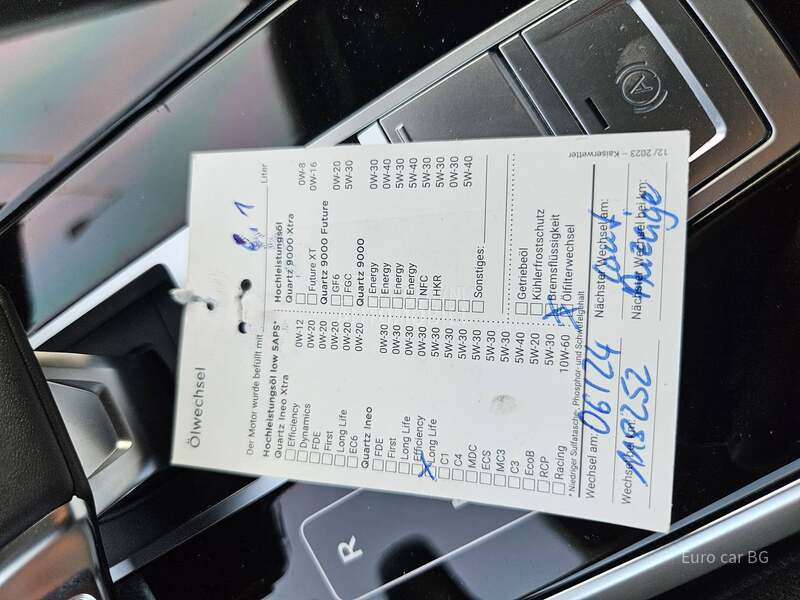 Ölwechsel
Der Motor wurde befüllt mit 8,1 Liter
Hochleistungsöl low SAPS*
Quartz Ineo Xtra
Efficiency 0W-12
Dynamics 0W-20
FDE 0W-20
First 0W-20
Long Life 0W-20
EC6 0W-20
Quartz Ineo
FDE 0W-30
First 0W-30
Long Life 0W-30
Efficiency 0W-30
Long Life 5W-30
C1 5W-30
C4 5W-30
MDC 5W-30
ECS 5W-30
MC3 5W-30
C3 5W-40
EcoB 5W-20
RCP 5W-30
Racing 10W-60
Hochleistungsöl
Quartz 9000 Xtra
0W-8
Future XT 0W-16
Quartz 9000 Future
GF6 0W-20
FGC 5W-30
Quartz 9000
Energy 0W-30
Energy 0W-40
Energy 5W-30
Energy 5W-40
NFC 5W-30
HKR 5W-30
0W-30
5W-40
Sonstiges:
Getriebeöl
Kühlerfrostschutz
Bremsflüssigkeit
Ölfilterwechsel
* Niedriger Sulfatasche-, Phosphor- und Schwefelgehalt
Wechsel am: 06/24
Nächster Wechsel am: laut
Wechsel bei km: 118252
Nächster Wechsel bei km: Anzeige
12/2023 – Kaiserwetter
R
A
Euro car BG